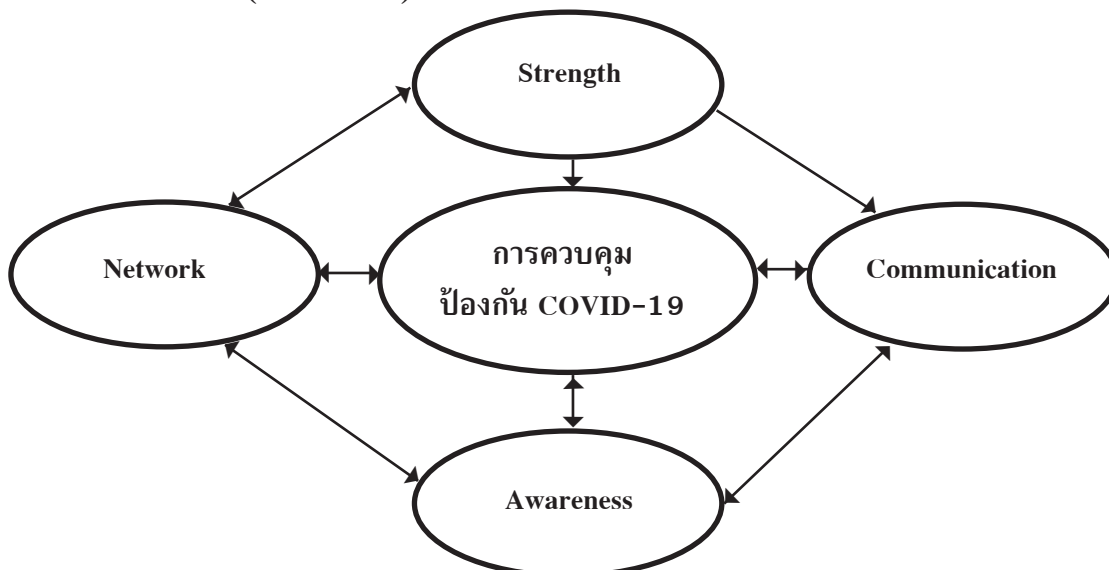 Strength
Network
การควบคุม
ป้องกัน COVID-19
Communication
Awareness